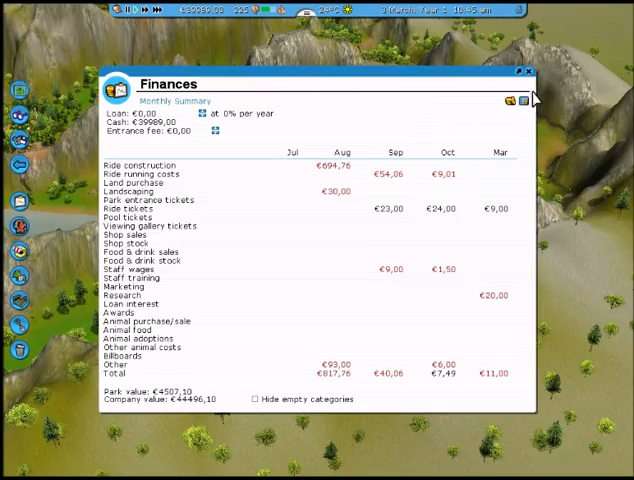 €39989,00 225 24°C 3 March, Year 1 10:45 am
Finances
Monthly Summary
Loan: €0,00 at 0% per year
Cash: €39989,00
Entrance fee: €0,00
Jul Aug Sep Oct Mar
Ride construction €694,76
Ride running costs €54,06 €9,01
Land purchase
Landscaping €30,00
Park entrance tickets
Ride tickets €23,00 €24,00 €9,00
Pool tickets
Viewing gallery tickets
Shop sales
Shop stock
Food & drink sales
Food & drink stock
Staff wages €9,00 €1,50
Staff training
Marketing
Research €20,00
Loan interest
Awards
Animal purchase/sale
Animal food
Animal adoptions
Other animal costs
Billboards
Other €93,00 €6,00
Total €817,76 €40,06 €7,49 €11,00
Park value: €4507,10
Company value: €44496,10
Hide empty categories